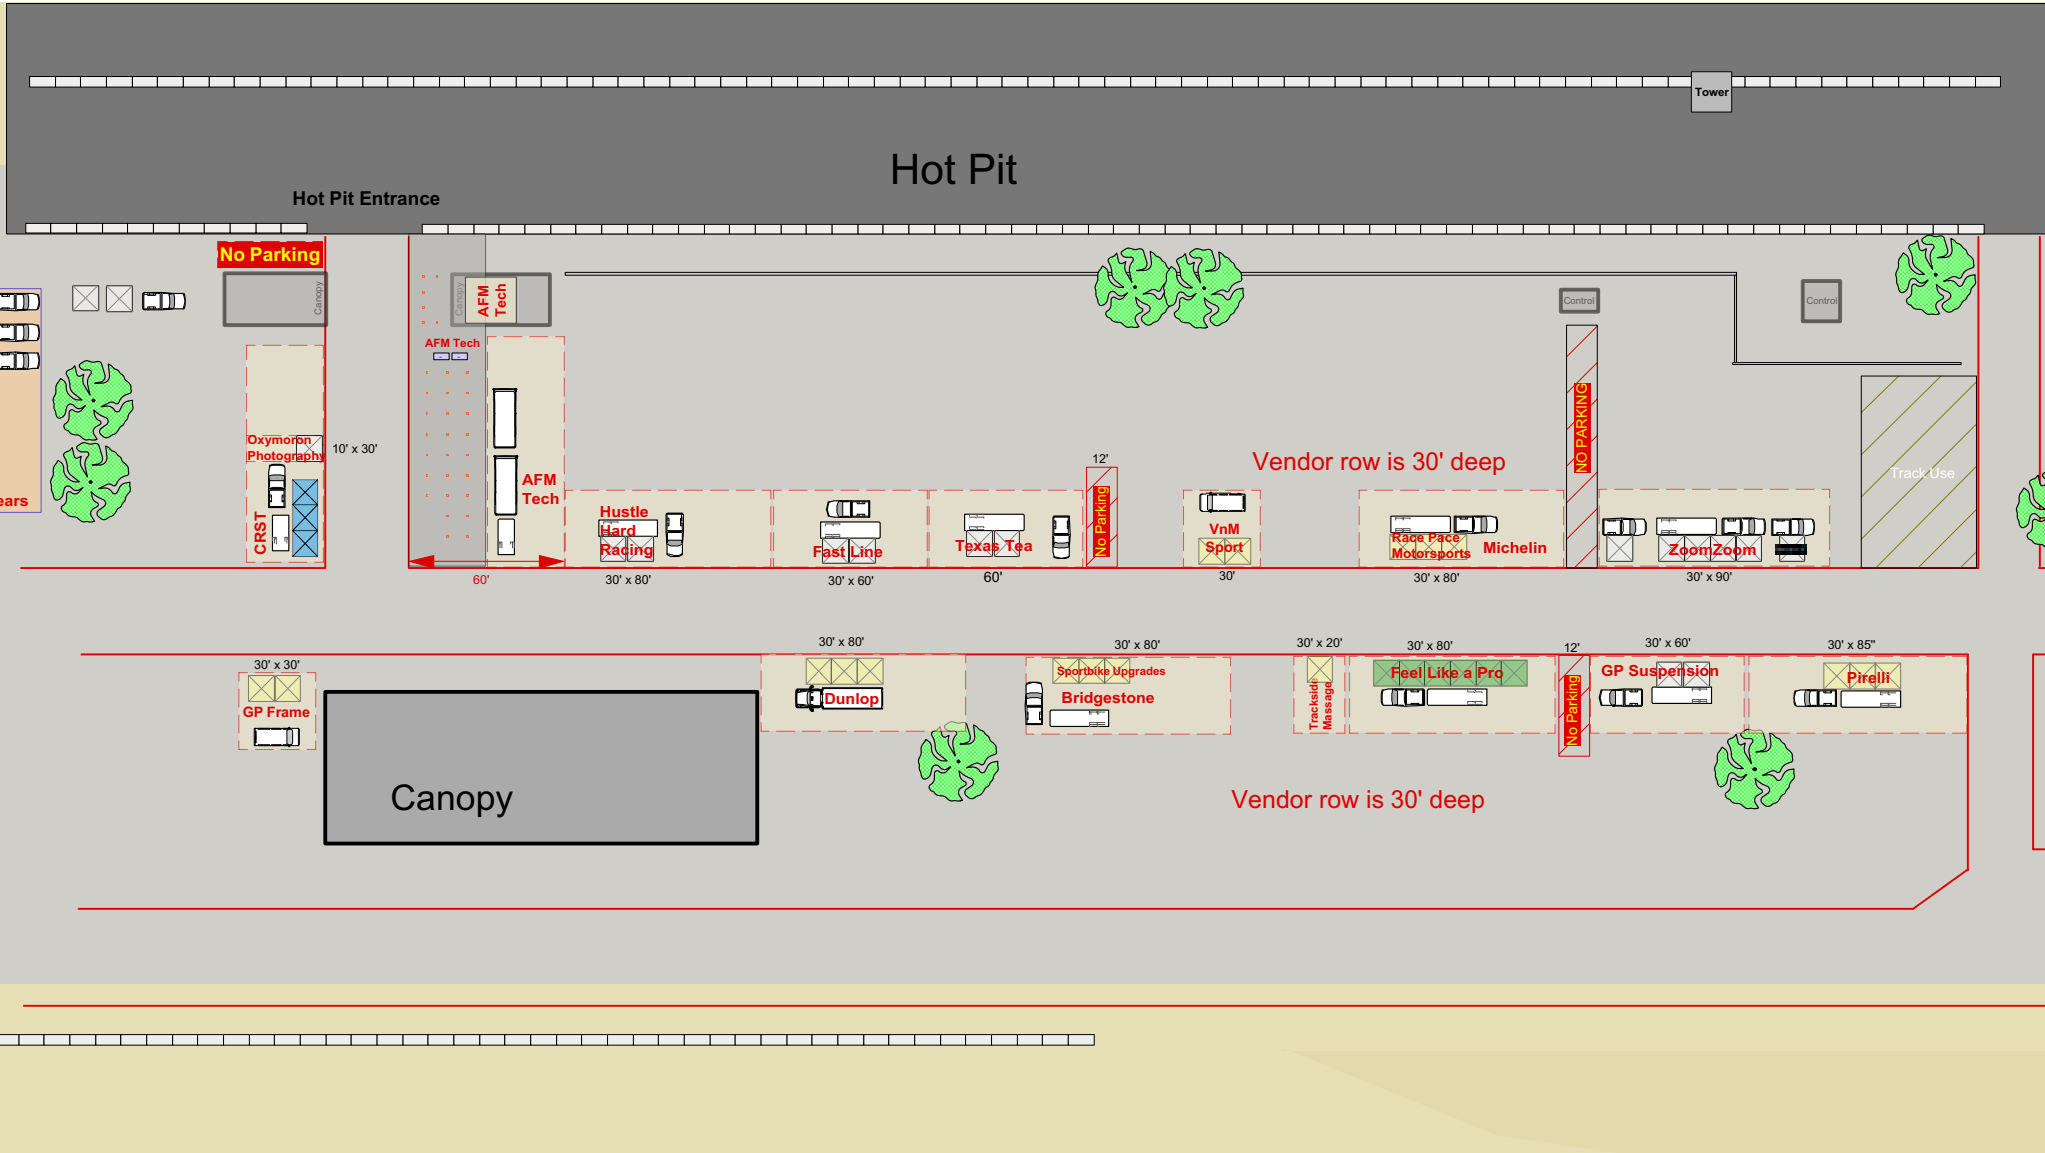 Tower
Hot Pit
Hot Pit Entrance
No Parking
Canopy
Canopy
AFM
Tech
Control
Control
AFM Tech
ears
Oxymoron
Photography
10' x 30'
CRST
AFM
Tech
60'
Hustle
Hard
Racing
30' x 80'
Fast Line
30' x 60'
Texas Tea
60'
12'
No Parking
Vendor row is 30' deep
VnM
Sport
30'
Race Pace
Motorsports
Michelin
30' x 80'
NO PARKING
ZoomZoom
30' x 90'
Track Use
30' x 30'
GP Frame
Canopy
30' x 80'
Dunlop
30' x 80'
Sportbike Upgrades
Bridgestone
30' x 20'
Trackside
Massage
30' x 80'
Feel Like a Pro
12'
No Parking
30' x 60'
GP Suspension
30' x 85"
Pirelli
Vendor row is 30' deep